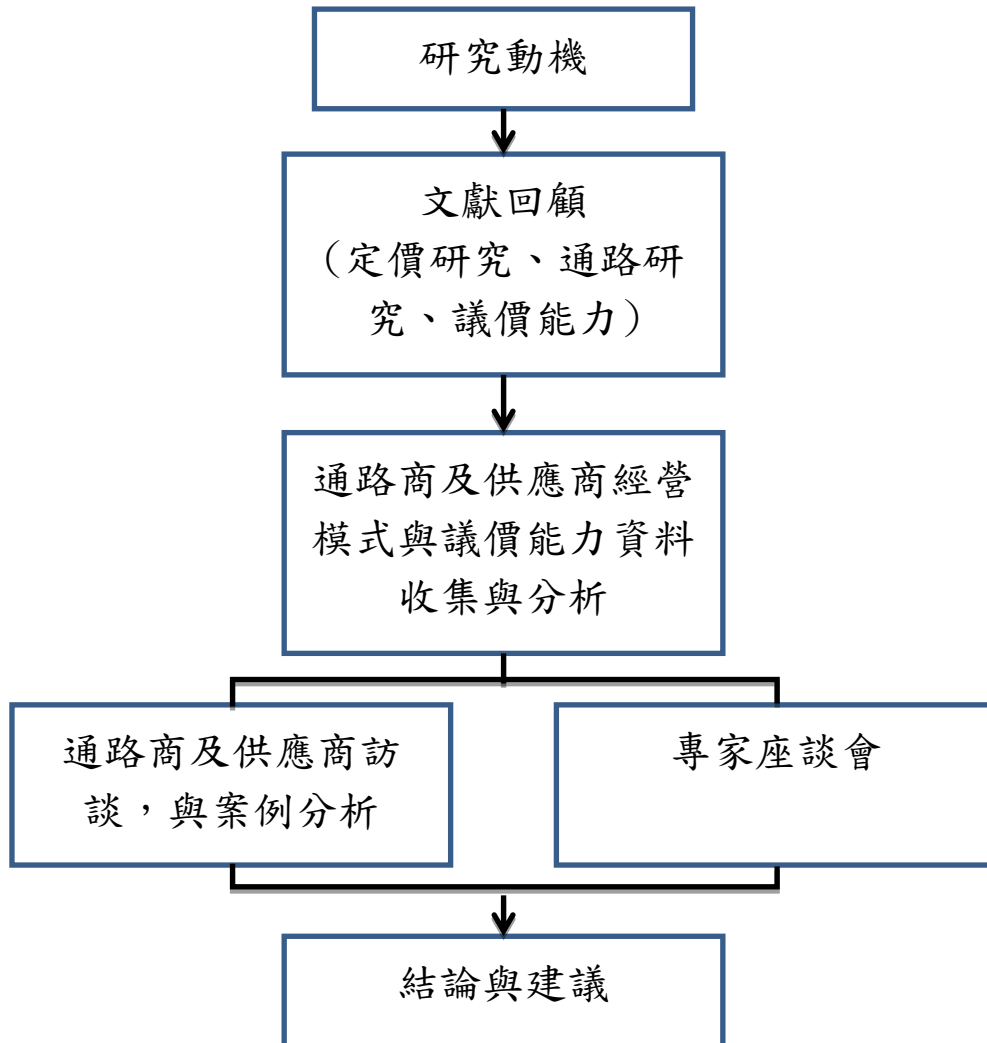 研究動機
文獻回顧
（定價研究、通路研
究、議價能力）
通路商及供應商經營
模式與議價能力資料
收集與分析
通路商及供應商訪
談，與案例分析
專家座談會
結論與建議